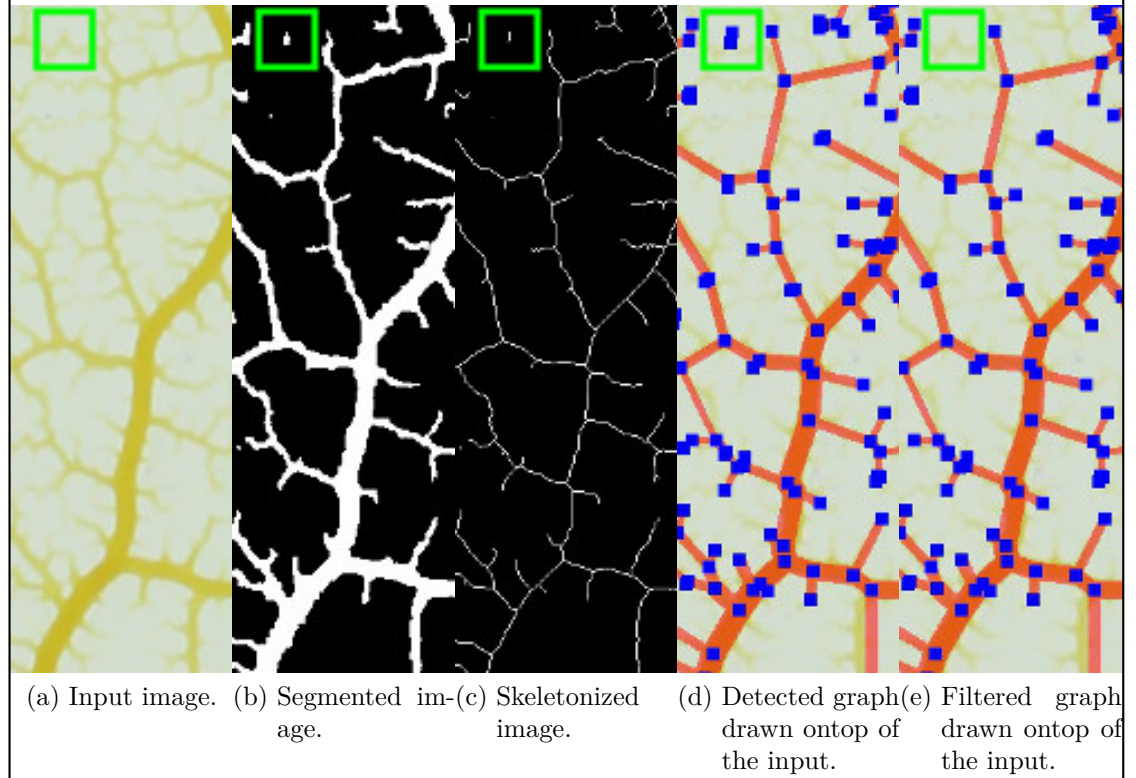 (a) Input image.
(b) Segmented im-
age.
(c) Skeletonized
image.
(d) Detected graph
drawn ontop of
the input.
(e) Filtered graph
drawn ontop of
the input.